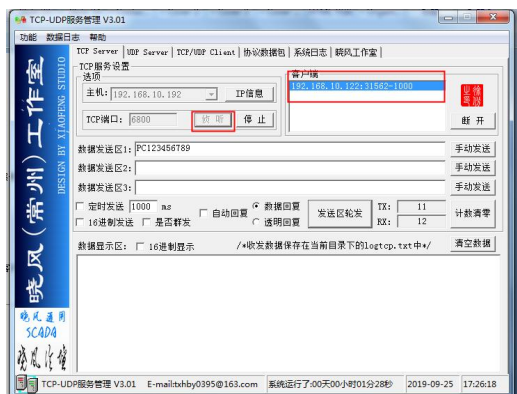 TCP-UDP服务管理 V3.01
功能 数据日志 帮助
TCP Server UDP Server TCP/UDP Client 协议数据包 系统日志 晓风工作室
TCP服务设置
选项
主机: 192.168.10.192 IP信息
TCP端口: 6800 侦 听 停 止
客户端
192.168.10.122:31562-1000
断 开
数据发送区1: PC123456789 手动发送
数据发送区2: 手动发送
数据发送区3: 手动发送
定时发送 1000 ms 自动回复 数据回复 发送区轮发 TX: 11 计数清零
16进制发送 是否群发 透明回复 RX: 12
数据显示区: 16进制显示 /*收发数据保存在当前目录下的logtcp.txt中*/ 清空数据
晓风(常州)工作室
DESIGN BY XIAOFENG STUDIO
晓风通用
SCADA
TCP-UDP服务管理 V3.01 E-mail:txhby0395@163.com 系统运行了:00天00小时01分28秒 2019-09-25 17:26:18